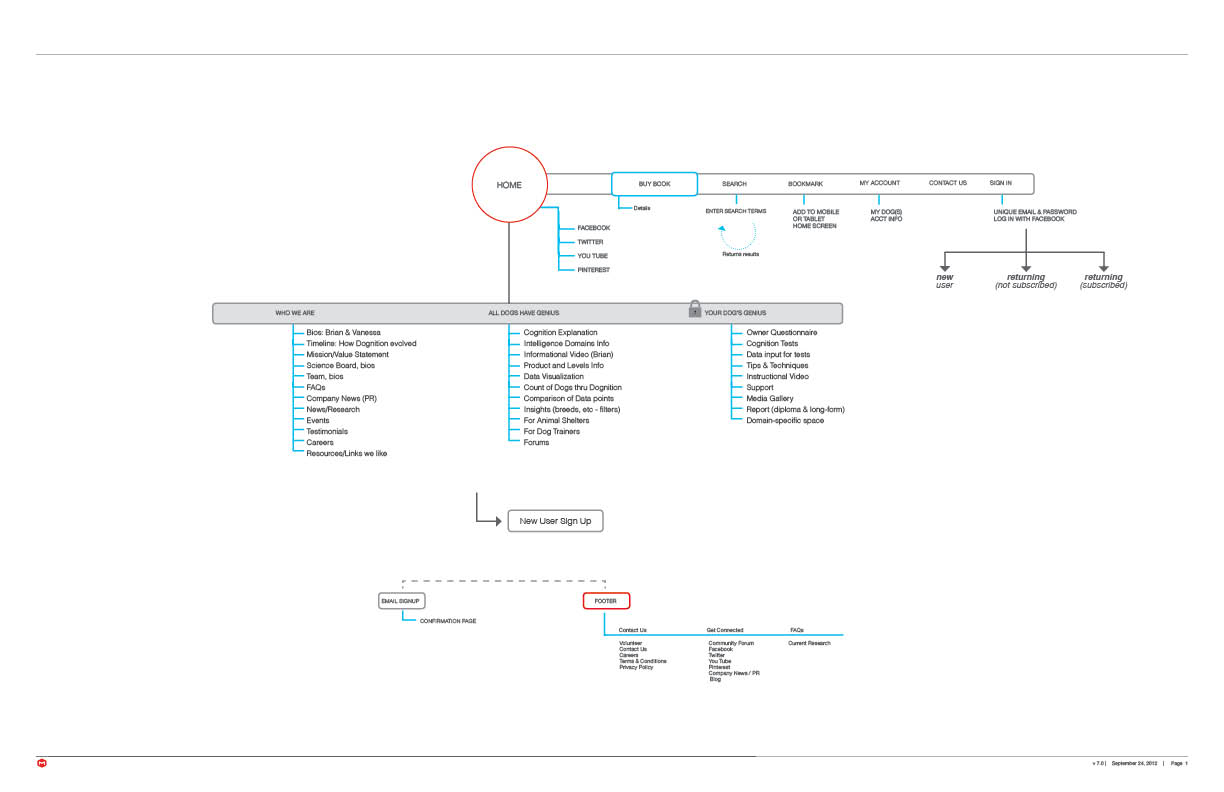 HOME
BUY BOOK
SEARCH
BOOKMARK
MY ACCOUNT
CONTACT US
SIGN IN
Details
FACEBOOK
TWITTER
YOU TUBE
PINTEREST
ENTER SEARCH TERMS
Returns results
ADD TO MOBILE
OR TABLET
HOME SCREEN
MY DOG(S)
ACCT INFO
UNIQUE EMAIL & PASSWORD
LOG IN WITH FACEBOOK
new
user
returning
(not subscribed)
returning
(subscribed)
WHO WE ARE
ALL DOGS HAVE GENIUS
YOUR DOG'S GENIUS
Bios: Brian & Vanessa
Timeline: How Dognition evolved
Mission/Value Statement
Science Board, bios
Team, bios
FAQs
Company News (PR)
News/Research
Events
Testimonials
Careers
Resources/Links we like
Cognition Explanation
Intelligence Domains Info
Informational Video (Brian)
Product and Levels Info
Data Visualization
Count of Dogs thru Dognition
Comparison of Data points
Insights (breeds, etc - filters)
For Animal Shelters
For Dog Trainers
Forums
Owner Questionnaire
Cognition Tests
Data input for tests
Tips & Techniques
Instructional Video
Support
Media Gallery
Report (diploma & long-form)
Domain-specific space
New User Sign Up
EMAIL SIGNUP
CONFIRMATION PAGE
FOOTER
Contact Us
Volunteer
Contact Us
Careers
Terms & Conditions
Privacy Policy
Get Connected
Community Forum
Facebook
Twitter
You Tube
Pinterest
Company News / PR
Blog
FAQs
Current Research
v 7.0 | September 24, 2012 | Page 1